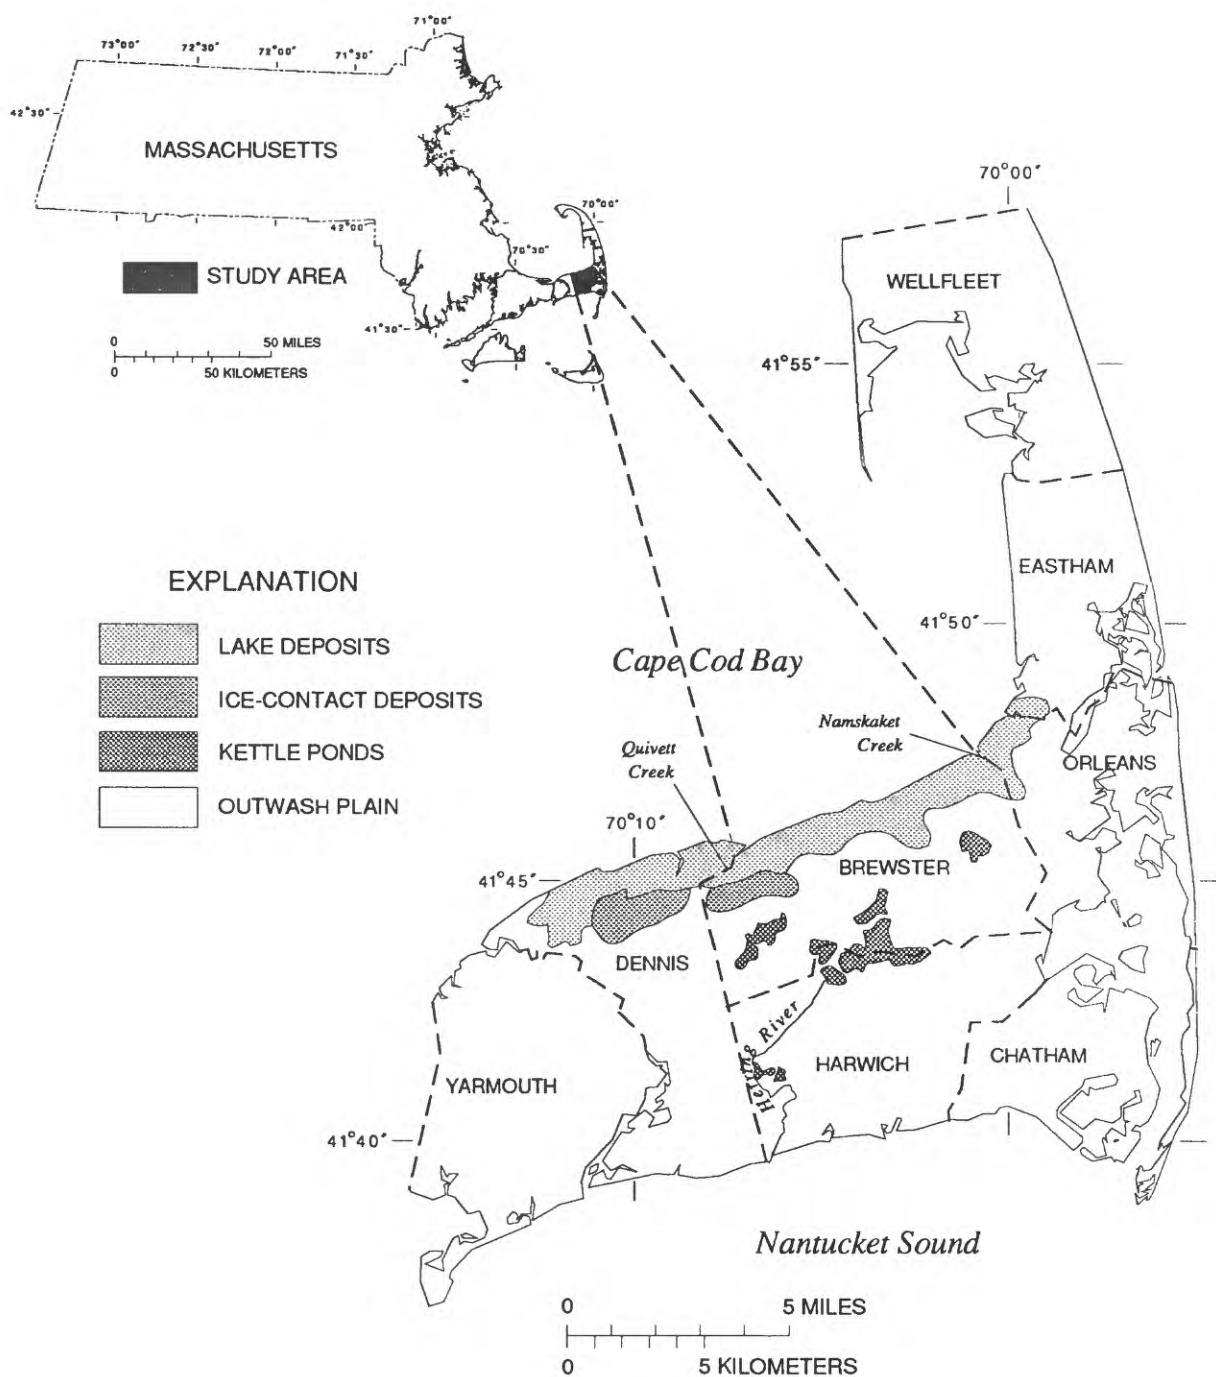 71°00'
73°00'
72°30'
72°00'
71°30'
42°30'
MASSACHUSETTS
70°00'
42°00'
70°30'
STUDY AREA
41°30'
0 50 MILES
0 50 KILOMETERS
70°00'
WELLFLEET
41°55'
EASTHAM
41°50'
EXPLANATION
LAKE DEPOSITS
ICE-CONTACT DEPOSITS
KETTLE PONDS
OUTWASH PLAIN
Cape Cod Bay
Namskaket
Creek
Quivett
Creek
ORLEANS
70°10'
BREWSTER
41°45'
DENNIS
Herring River
HARWICH
CHATHAM
YARMOUTH
41°40'
Nantucket Sound
0 5 MILES
0 5 KILOMETERS